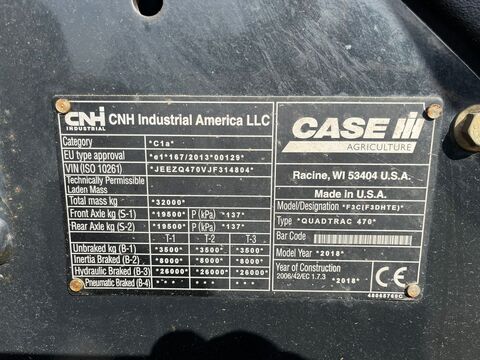 CNH INDUSTRIAL CNH Industrial America LLC
Category *C1a*
EU type approval *e1*167/2013*00129*
VIN (ISO 10261) *JEEZQ470VJF314804*
Technically Permissible
Laden Mass
Total mass kg *32000*
Front Axle kg (S-1) *19500* P (kPa) *137*
Rear Axle kg (S-2) *19500* P (kPa) *137*
T-1 T-2 T-3
Unbraked kg (B-1) *3500* *3500* *3500*
Inertia Braked (B-2) *8000* *8000* *8000*
Hydraulic Braked (B-3) *26000* *26000* *26000*
Pneumatic Braked (B-4)
CASE IH
AGRICULTURE
Racine, WI 53404 U.S.A.
Made in U.S.A.
Model/Designation *F3C(F3DHTE)*
Type *QUADTRAC 470*
Bar Code
Model Year *2018*
Year of Construction
2006/42/EC 1.7.3 *2018*
CE